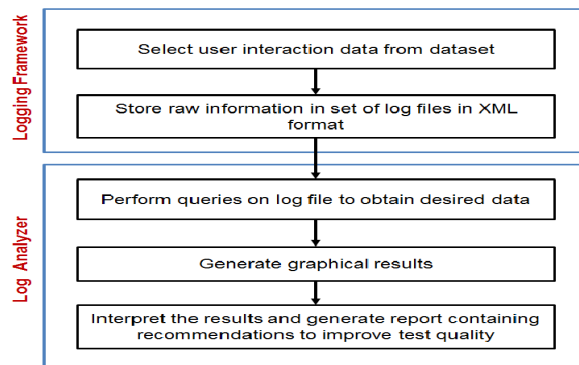 Logging Framework
Select user interaction data from dataset
Store raw information in set of log files in XML
format
Log Analyzer
Perform queries on log file to obtain desired data
Generate graphical results
Interpret the results and generate report containing
recommendations to improve test quality